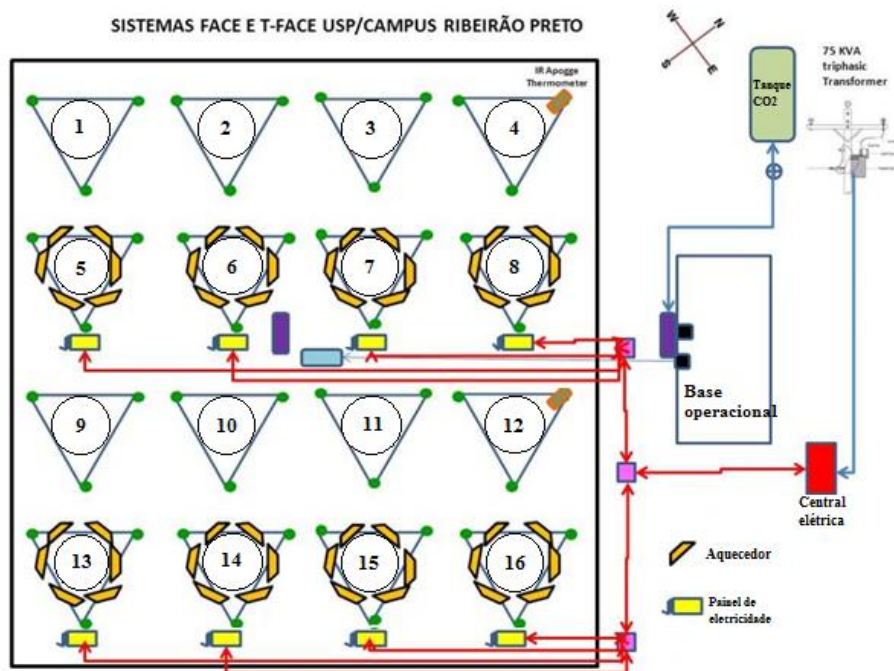 SISTEMAS FACE E T-FACE USP/CAMPUS RIBEIRÃO PRETO
W
N
S
E
75 KVA
triphasic
Transformer
Tanque
CO2
IR Apogge
Thermometer
1
2
3
4
5
6
7
8
9
10
11
12
13
14
15
16
Base
operacional
Central
elétrica
Aquecedor
Painel de
eletricidade